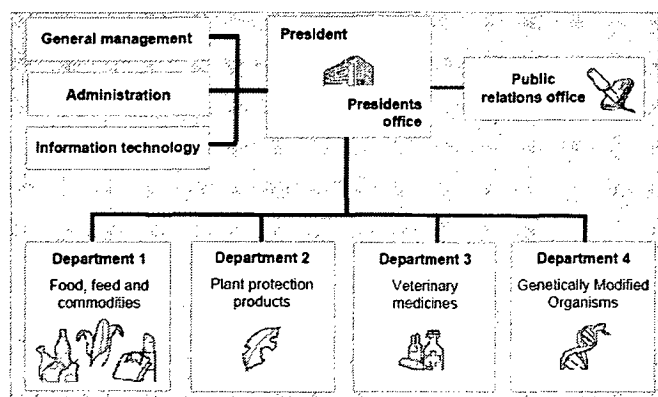 General management
Administration
Information technology
President
Presidents
office
Public
relations office
Department 1
Food, feed and
commodities
Department 2
Plant protection
products
Department 3
Veterinary
medicines
Department 4
Genetically Modified
Organisms